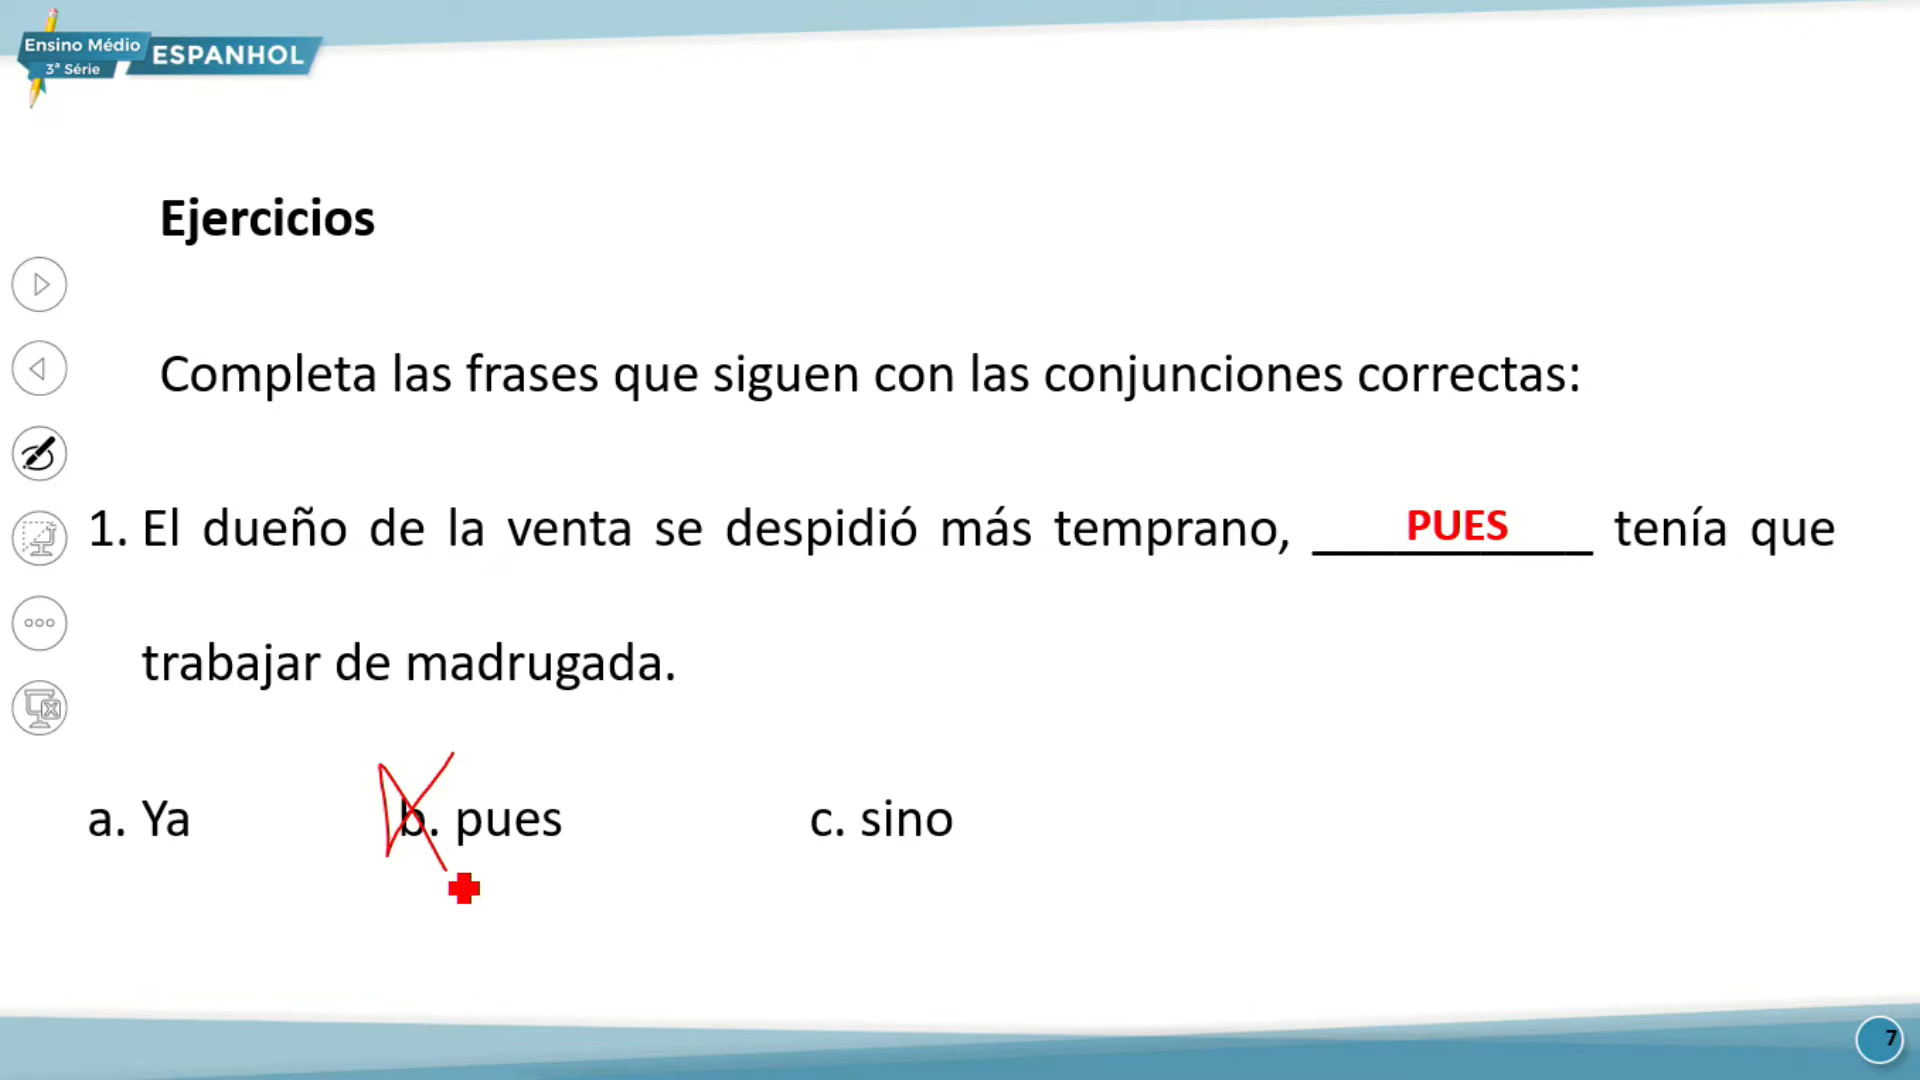 Ensino Médio
3ª Série
ESPANHOL
Ejercicios
Completa las frases que siguen con las conjunciones correctas:
1. El dueño de la venta se despidió más temprano, ___________ tenía que
PUES
trabajar de madrugada.
a. Ya b. pues c. sino
7